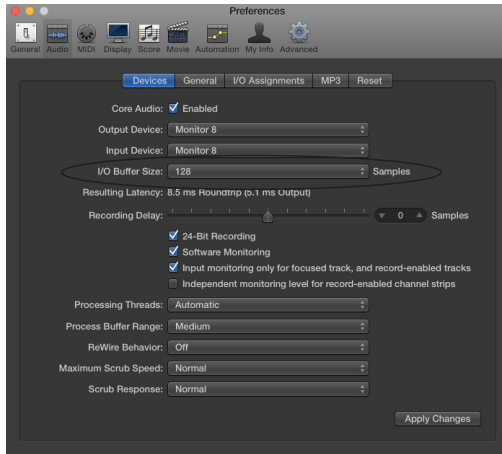 Preferences
General Audio MIDI Display Score Movie Automation My Info Advanced
Devices General I/O Assignments MP3 Reset
Core Audio: Enabled
Output Device: Monitor 8
Input Device: Monitor 8
I/O Buffer Size: 128 Samples
Resulting Latency: 8.5 ms Roundtrip (5.1 ms Output)
Recording Delay: 0 Samples
24-Bit Recording
Software Monitoring
Input monitoring only for focused track, and record-enabled tracks
Independent monitoring level for record-enabled channel strips
Processing Threads: Automatic
Process Buffer Range: Medium
ReWire Behavior: Off
Maximum Scrub Speed: Normal
Scrub Response: Normal
Apply Changes